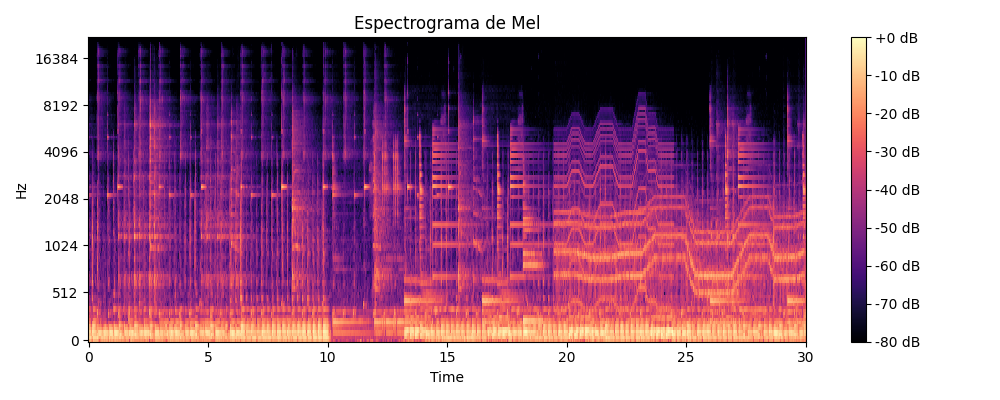 Espectrograma de Mel
Hz
16384
8192
4096
2048
1024
512
0
0 5 10 15 20 25 30
Time
+0 dB
-10 dB
-20 dB
-30 dB
-40 dB
-50 dB
-60 dB
-70 dB
-80 dB